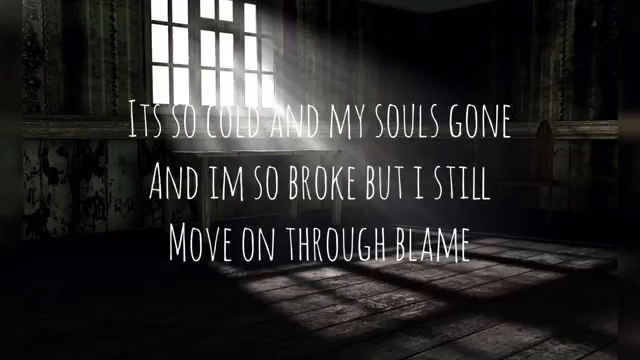 Its so cold and my souls gone
And im so broke but i still
Move on through blame